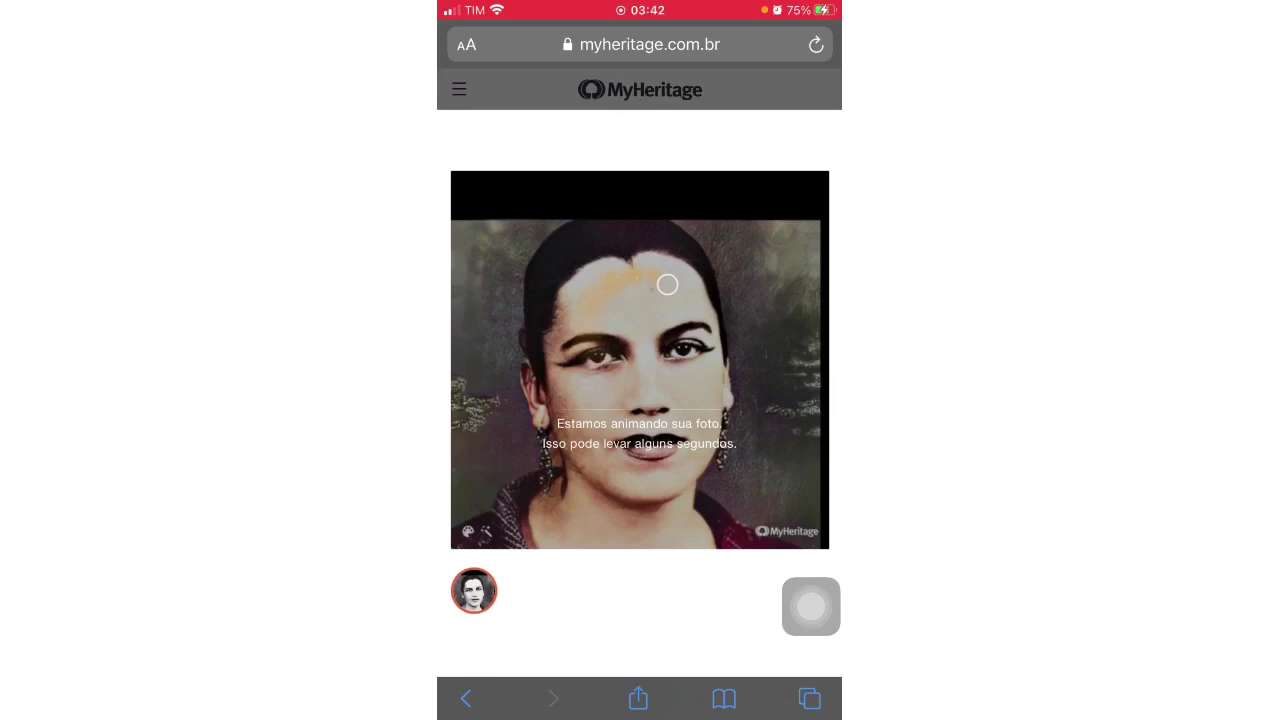 TIM 03:42 75%
AA myheritage.com.br
MyHeritage
Estamos animando sua foto.
Isso pode levar alguns segundos.
MyHeritage